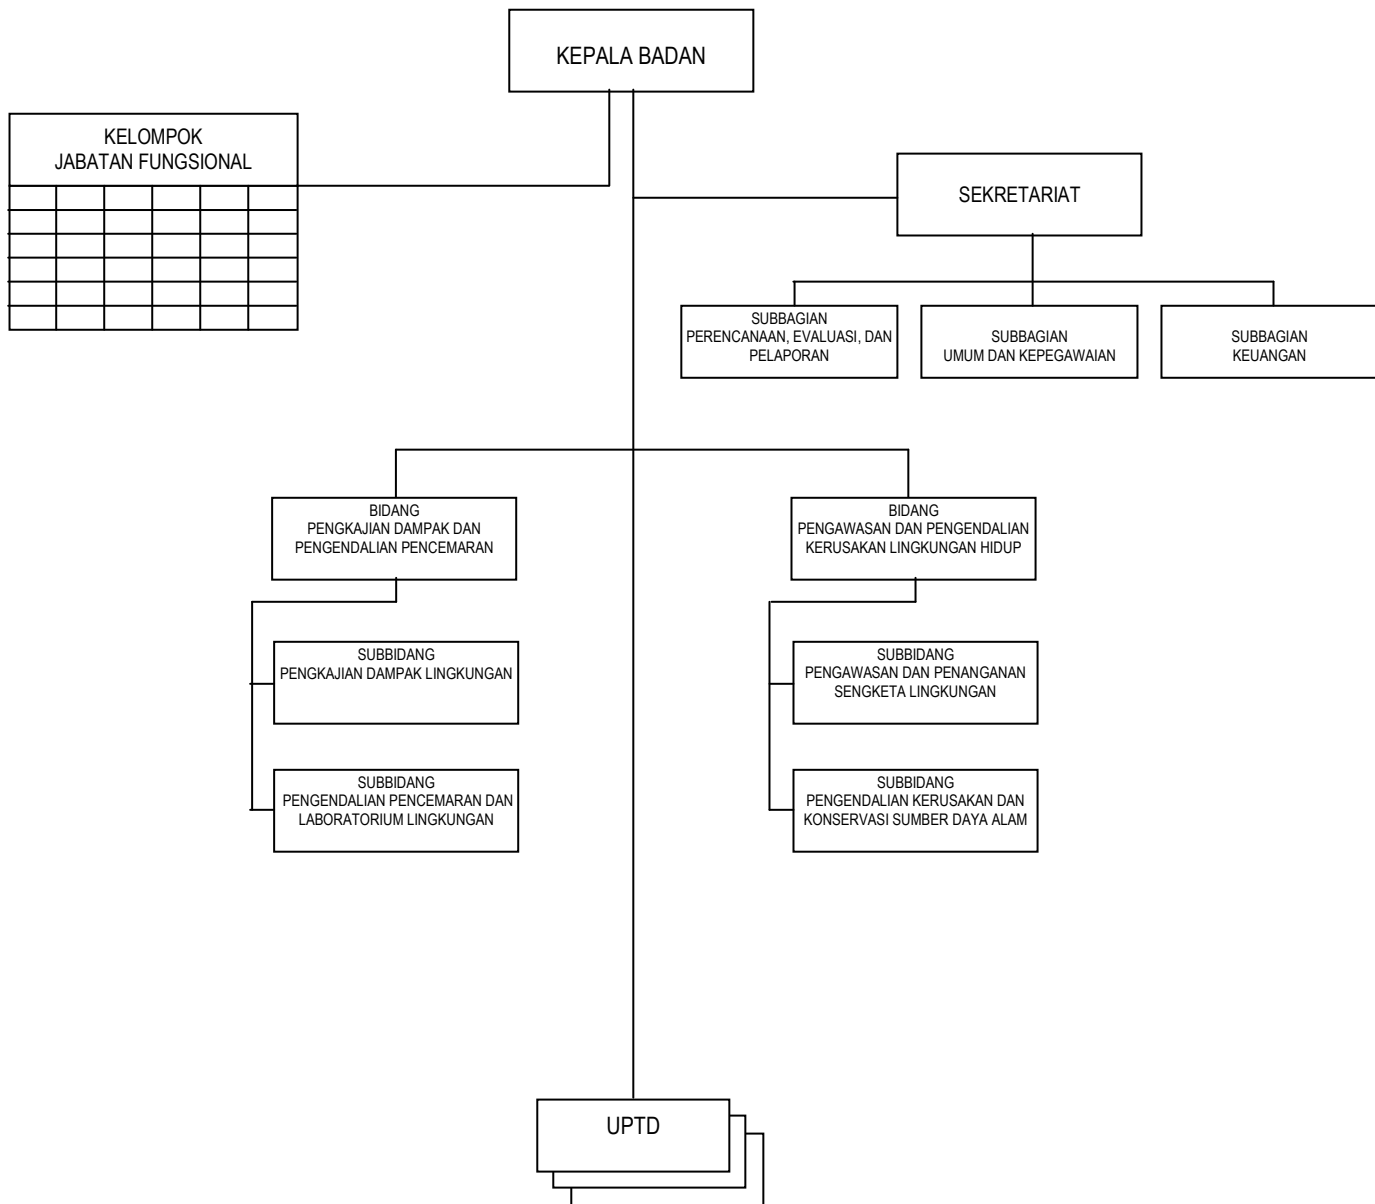 KEPALA BADAN
KELOMPOK
JABATAN FUNGSIONAL
SEKRETARIAT
SUBBAGIAN
PERENCANAAN, EVALUASI, DAN
PELAPORAN
SUBBAGIAN
UMUM DAN KEPEGAWAIAN
SUBBAGIAN
KEUANGAN
BIDANG
PENGKAJIAN DAMPAK DAN
PENGENDALIAN PENCEMARAN
BIDANG
PENGAWASAN DAN PENGENDALIAN
KERUSAKAN LINGKUNGAN HIDUP
SUBBIDANG
PENGKAJIAN DAMPAK LINGKUNGAN
SUBBIDANG
PENGAWASAN DAN PENANGANAN
SENGKETA LINGKUNGAN
SUBBIDANG
PENGENDALIAN PENCEMARAN DAN
LABORATORIUM LINGKUNGAN
SUBBIDANG
PENGENDALIAN KERUSAKAN DAN
KONSERVASI SUMBER DAYA ALAM
UPTD